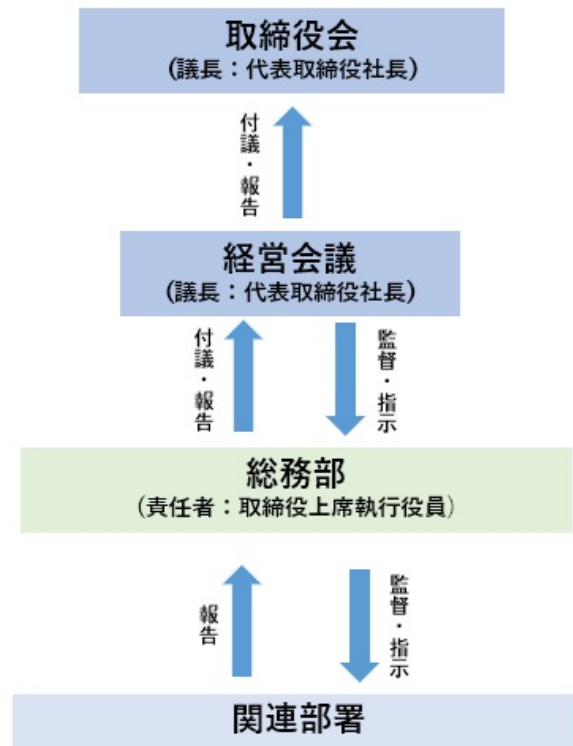 取締役会
(議長：代表取締役社長)
付議・報告
経営会議
(議長：代表取締役社長)
付議・報告
監督・指示
総務部
(責任者：取締役上席執行役員)
報告
監督・指示
関連部署